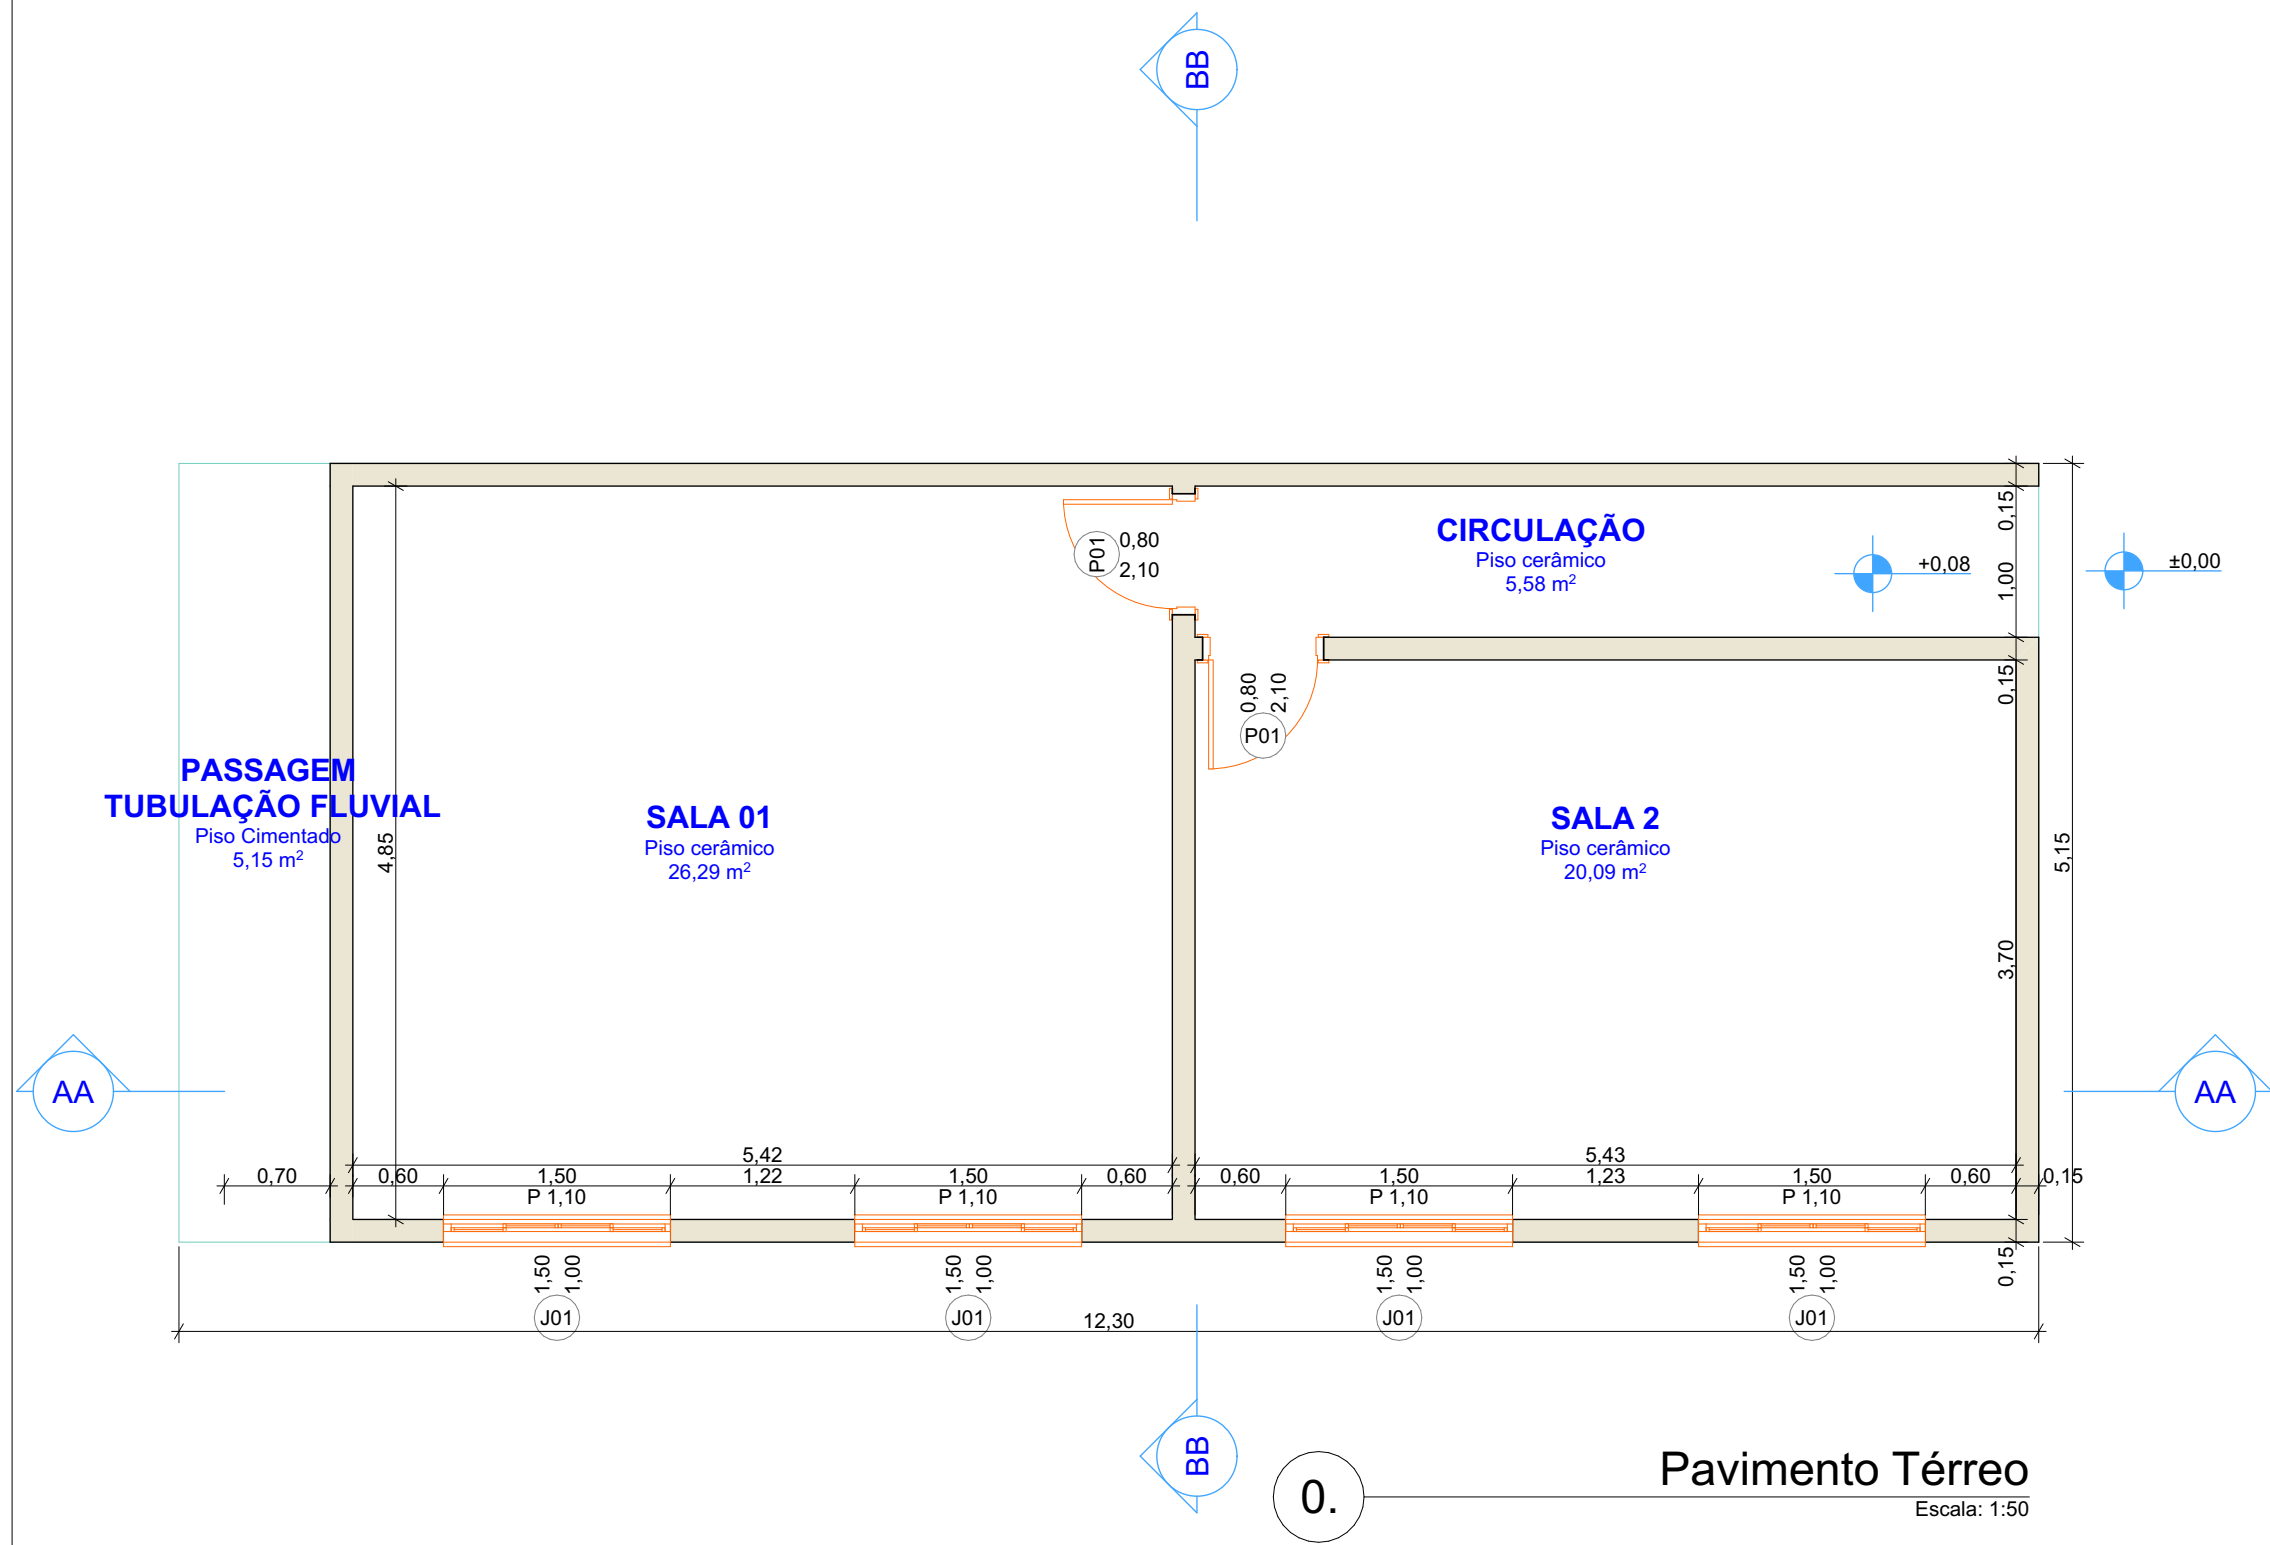 BB
CIRCULAÇÃO
Piso cerâmico
5,58 m²
P01
0,80
2,10
+0,08
±0,00
0,15
1,00
0,15
0,80
2,10
P01
PASSAGEM
TUBULAÇÃO FLUVIAL
Piso Cimentado
5,15 m²
4,85
SALA 01
Piso cerâmico
26,29 m²
SALA 2
Piso cerâmico
20,09 m²
5,15
3,70
AA
AA
5,42
5,43
0,70
0,60
1,50
1,22
1,50
0,60
0,60
1,50
1,23
1,50
0,60
0,15
P 1,10
P 1,10
P 1,10
P 1,10
1,50
1,00
1,50
1,00
1,50
1,00
1,50
1,00
0,15
J01
J01
J01
J01
12,30
BB
0.
Pavimento Térreo
Escala: 1:50